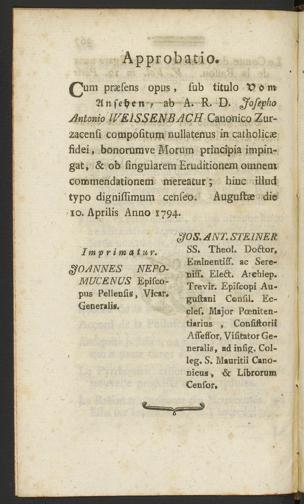 Approbatio.
Cum præsens opus, sub titulo Vom
Ansehen, ab A. R. D. Josepho
Antonio WEISSENBACH Canonico Zur-
zacensi compositum nullatenus in catholicæ
fidei, bonorumve Morum principia impin-
gat, & ob singularem Eruditionem omnem
commendationem mereatur; hinc illud
typo dignissimum censeo. Augustæ die
10. Aprilis Anno 1794.
Imprimatur.
JOANNES NEPO-
MUCENUS Episco-
pus Pellensis, Vicar.
Generalis.
JOS. ANT. STEINER
SS. Theol. Doctor,
Eminentiss. ac Sere-
niss. Elect. Archiep.
Trevir. Episcopi Au-
gustani Consil. Ec-
cles. Major Pœniten-
tiarius, Consistorii
Assessor, Visitator Ge-
neralis, ad insig. Col-
leg. S. Mauritii Cano-
nicus, & Librorum
Censor.